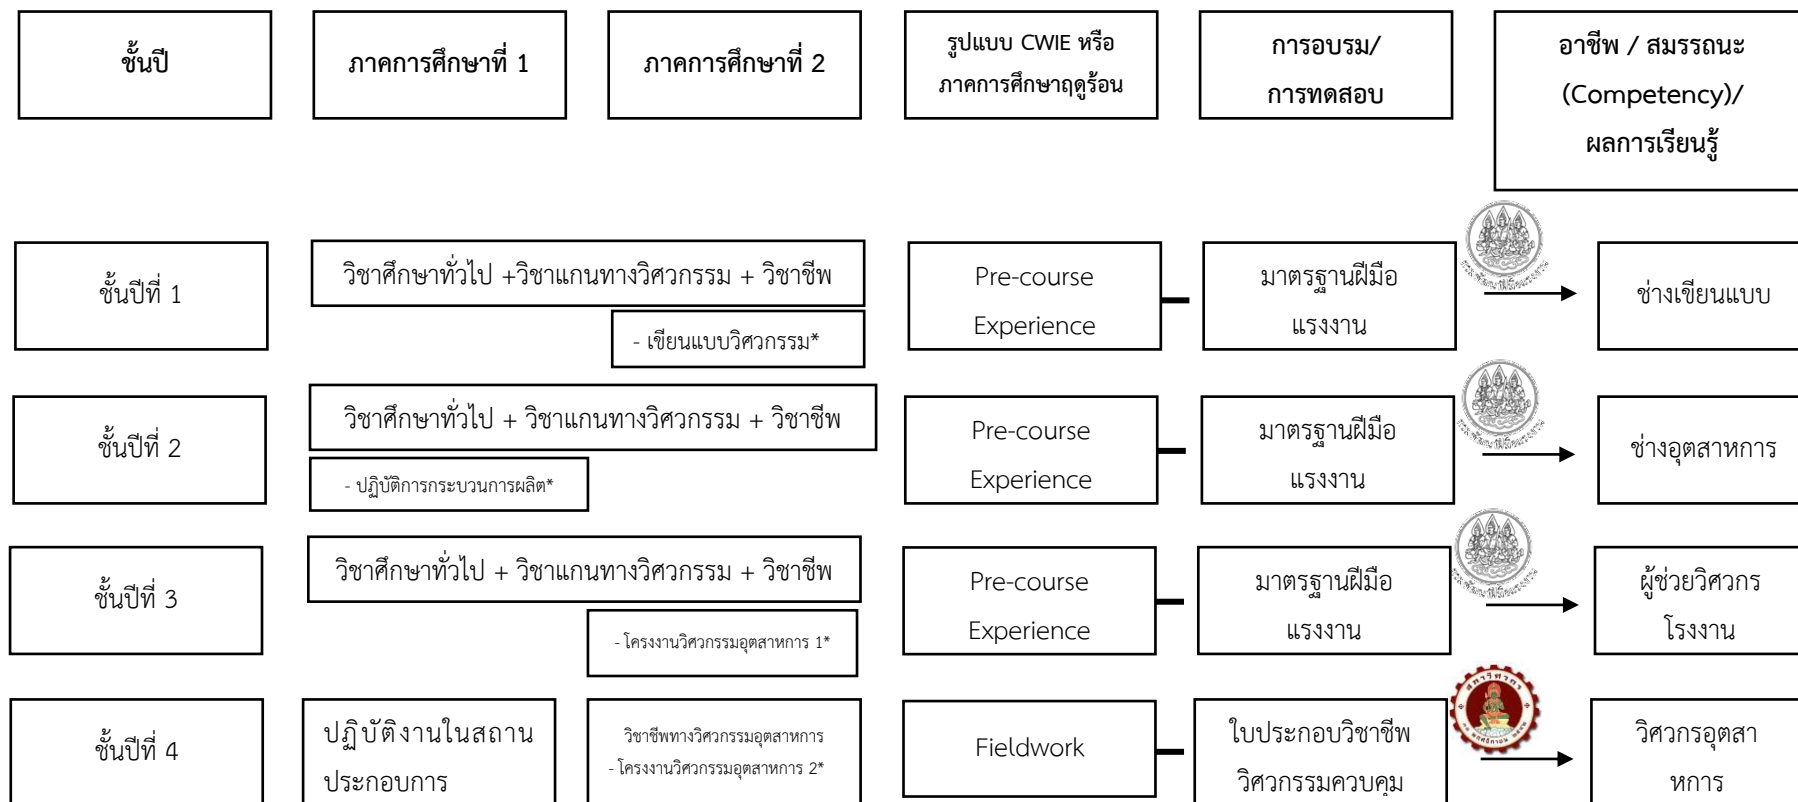 ชั้นปี
ภาคการศึกษาที่ 1
ภาคการศึกษาที่ 2
รูปแบบ CWIE หรือ
ภาคการศึกษาฤดูร้อน
การอบรม/
การทดสอบ
อาชีพ / สมรรถนะ
(Competency)/
ผลการเรียนรู้
ชั้นปีที่ 1
วิชาศึกษาทั่วไป +วิชาแกนทางวิศวกรรม + วิชาชีพ
- เขียนแบบวิศวกรรม*
Pre-course
Experience
มาตรฐานฝีมือ
แรงงาน
ช่างเขียนแบบ
ชั้นปีที่ 2
วิชาศึกษาทั่วไป + วิชาแกนทางวิศวกรรม + วิชาชีพ
- ปฏิบัติการกระบวนการผลิต*
Pre-course
Experience
มาตรฐานฝีมือ
แรงงาน
ช่างอุตสาหการ
ชั้นปีที่ 3
วิชาศึกษาทั่วไป + วิชาแกนทางวิศวกรรม + วิชาชีพ
- โครงงานวิศวกรรมอุตสาหการ 1*
Pre-course
Experience
มาตรฐานฝีมือ
แรงงาน
ผู้ช่วยวิศวกร
โรงงาน
ชั้นปีที่ 4
ปฏิบัติงานในสถาน
ประกอบการ
วิชาชีพทางวิศวกรรมอุตสาหการ
- โครงงานวิศวกรรมอุตสาหการ 2*
Fieldwork
ใบประกอบวิชาชีพ
วิศวกรรมควบคุม
สภาวิศวกร
วิศวกรอุตสา
หการ